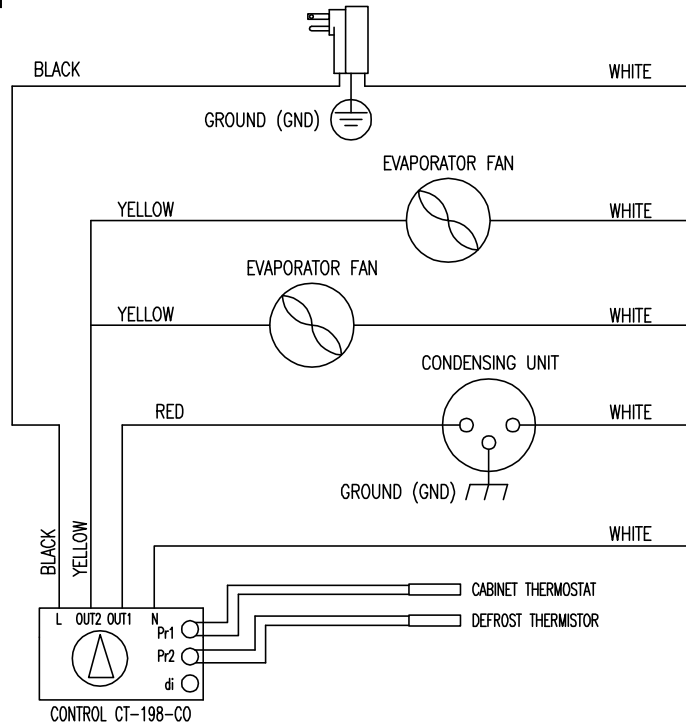 BLACK
WHITE
GROUND (GND)
EVAPORATOR FAN
YELLOW
WHITE
EVAPORATOR FAN
YELLOW
WHITE
CONDENSING UNIT
RED
WHITE
GROUND (GND)
BLACK
YELLOW
WHITE
CABINET THERMOSTAT
DEFROST THERMISTOR
L OUT2 OUT1 N
Pr1
Pr2
di
CONTROL CT-198-CO